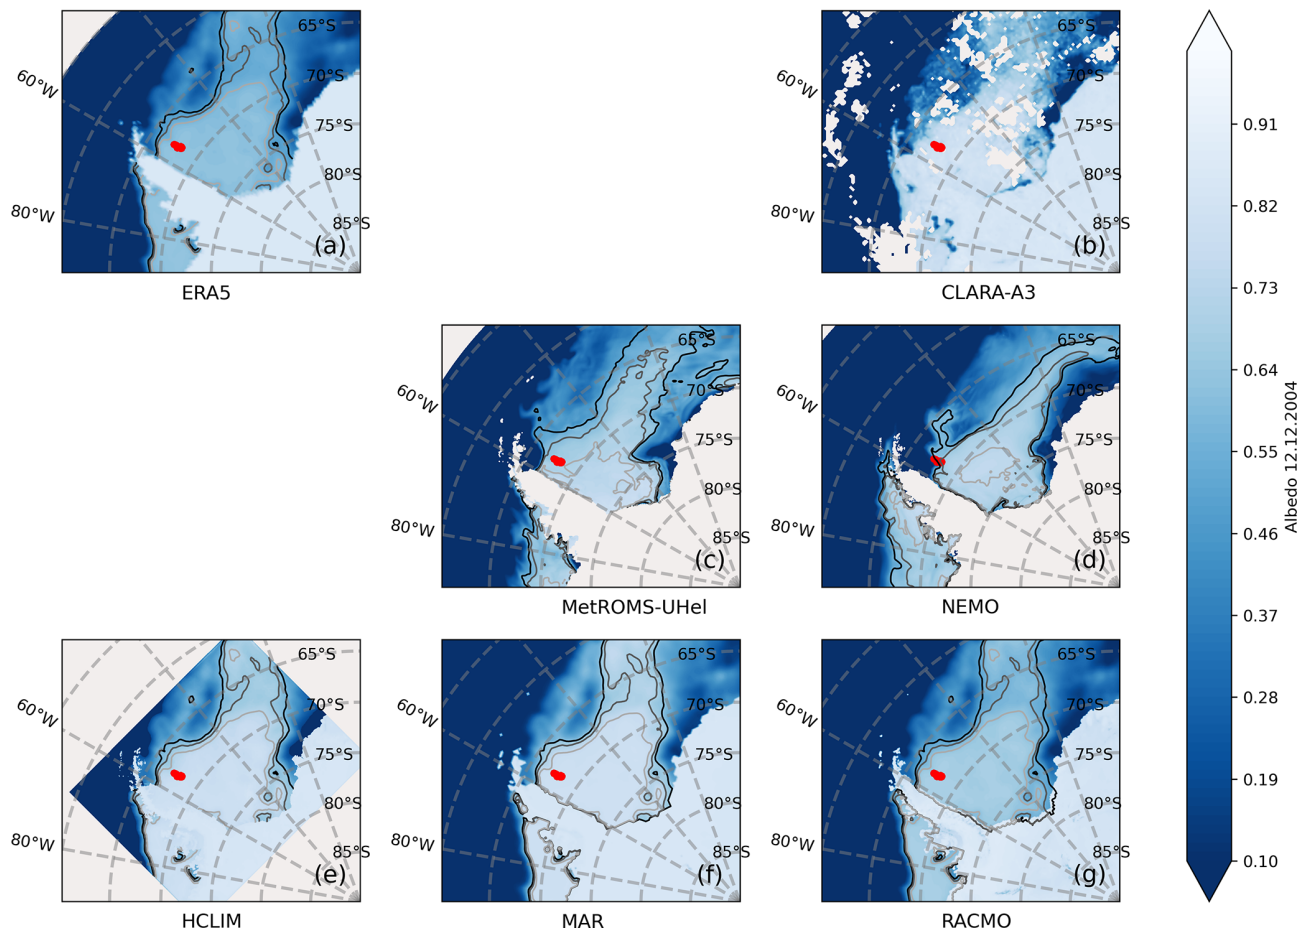 65°S
70°S
75°S
80°S
85°S
60°W
80°W
(a)
ERA5
65°S
70°S
75°S
80°S
85°S
60°W
80°W
(b)
CLARA-A3
65°S
70°S
75°S
80°S
85°S
60°W
80°W
(c)
MetROMS-UHel
65°S
70°S
75°S
80°S
85°S
60°W
80°W
(d)
NEMO
65°S
70°S
75°S
80°S
85°S
60°W
80°W
(e)
HCLIM
65°S
70°S
75°S
80°S
85°S
60°W
80°W
(f)
MAR
65°S
70°S
75°S
80°S
85°S
60°W
80°W
(g)
RACMO
0.91
0.82
0.73
0.64
0.55
0.46
0.37
0.28
0.19
0.10
Albedo 12.12.2004